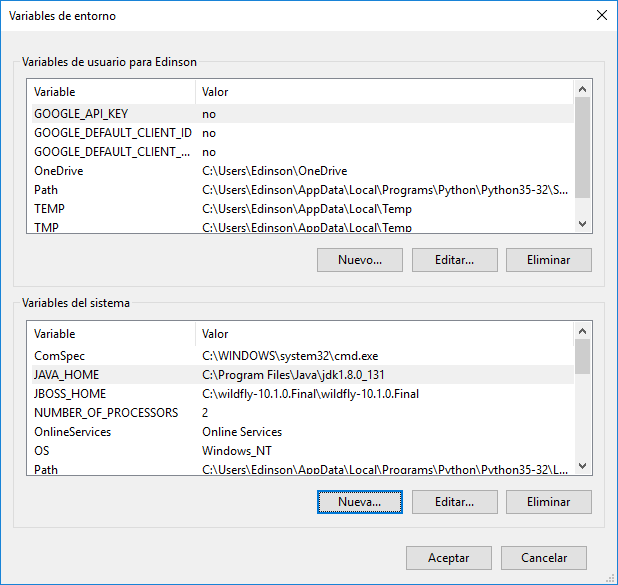 Variables de entorno
Variables de usuario para Edinson
Variable Valor
GOOGLE_API_KEY no
GOOGLE_DEFAULT_CLIENT_ID no
GOOGLE_DEFAULT_CLIENT_... no
OneDrive C:\Users\Edinson\OneDrive
Path C:\Users\Edinson\AppData\Local\Programs\Python\Python35-32\S...
TEMP C:\Users\Edinson\AppData\Local\Temp
TMP C:\Users\Edinson\AppData\Local\Temp
Nuevo... Editar... Eliminar
Variables del sistema
Variable Valor
ComSpec C:\WINDOWS\system32\cmd.exe
JAVA_HOME C:\Program Files\Java\jdk1.8.0_131
JBOSS_HOME C:\wildfly-10.1.0.Final\wildfly-10.1.0.Final
NUMBER_OF_PROCESSORS 2
OnlineServices Online Services
OS Windows_NT
Path C:\Users\Edinson\AppData\Local\Programs\Python\Python35-32\L...
Nueva... Editar... Eliminar
Aceptar Cancelar